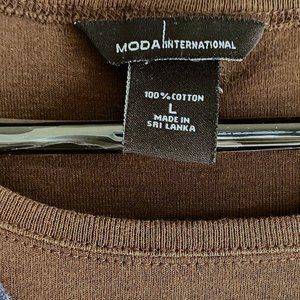 MODA INTERNATIONAL
100% COTTON
L
MADE IN
SRI LANKA